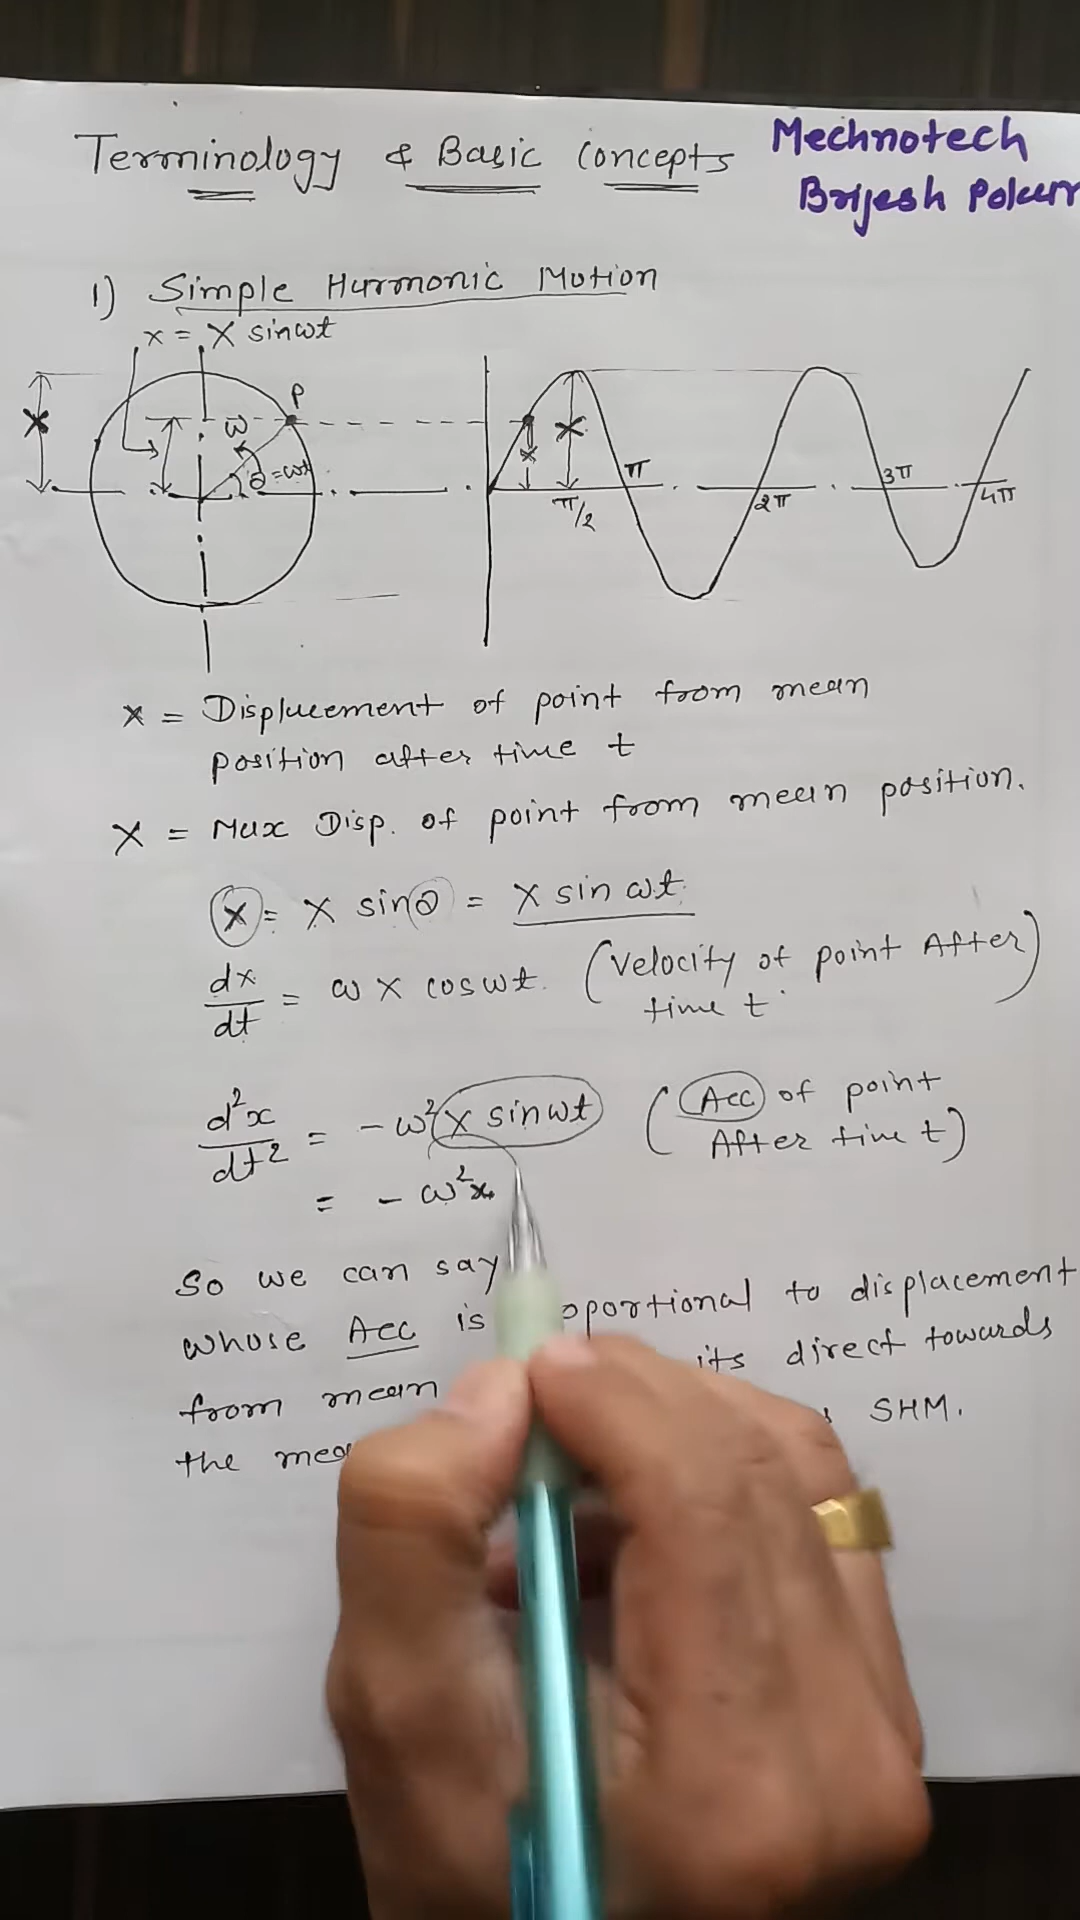 Terminology & Basic Concepts
Mechnotech
Brijesh
1) Simple Harmonic Motion
x = X sinωt
P
X
ω
θ=ωt
x
X
π/2
π
2π
3π
4π
x = Displacement of point from mean
position after time t
X = Max Disp. of point from mean position.
x = X sinθ = X sin ωt
dx/dt = ω X cosωt. (velocity of point After
time t
d²x/dt² = - ω² X sinωt (Acc of point
After time t)
= - ω²x
So we can say
whose Acc is proportional to displacement
from mean its direct towards
the SHM.